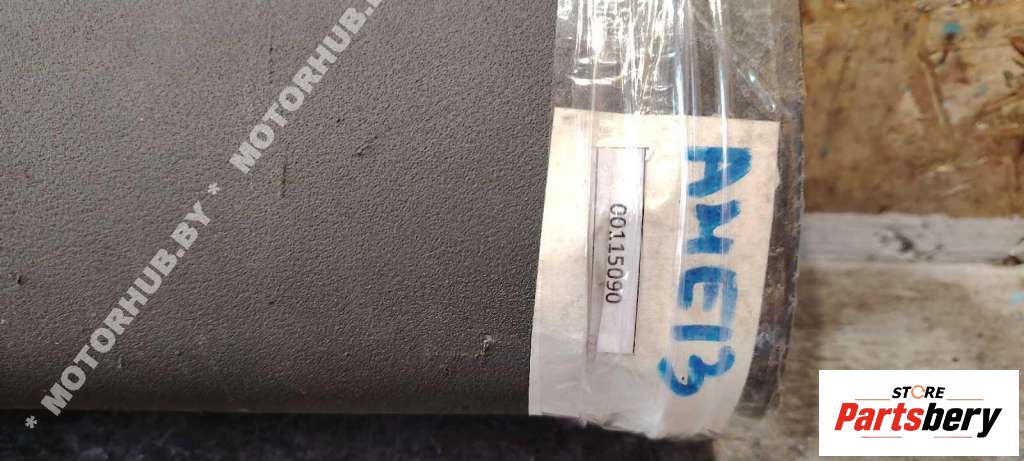 * MOTORHUB.BY * MOTORHUB.BY
00115090
AME13
STORE
Partsbery